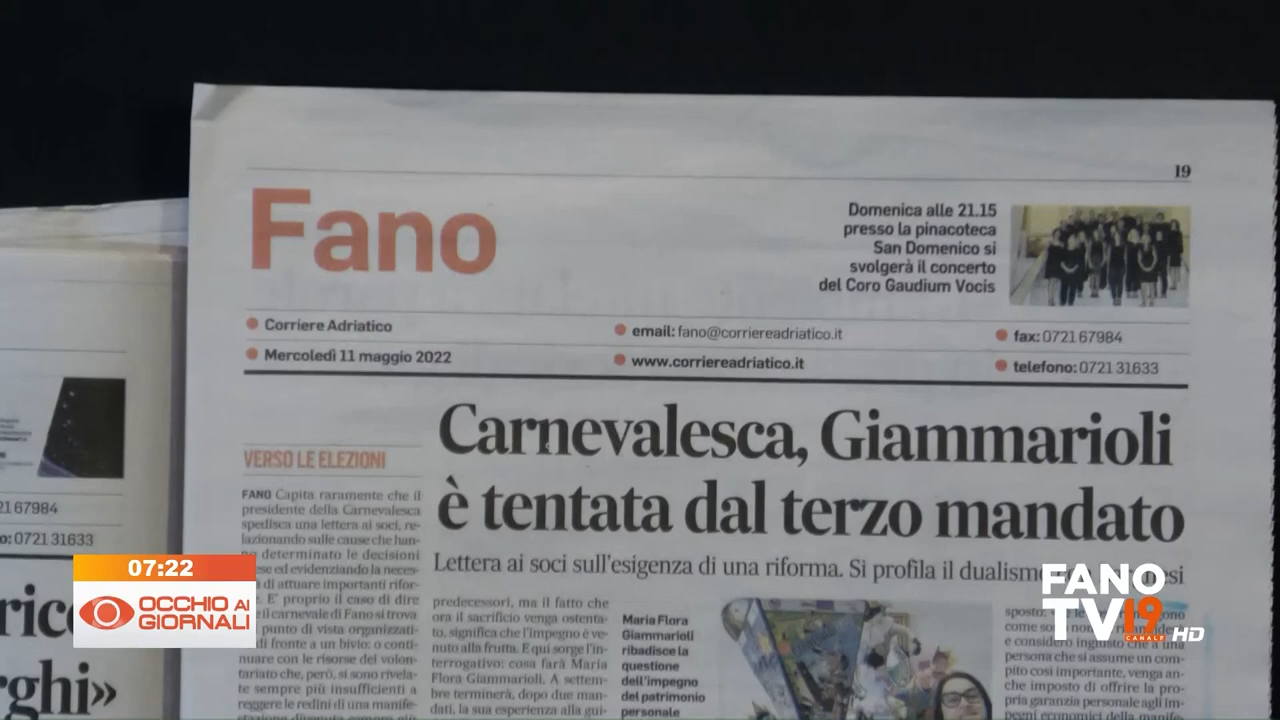 19
Fano
Domenica alle 21.15
presso la pinacoteca
San Domenico si
svolgerà il concerto
del Coro Gaudium Vocis
Corriere Adriatico
email: fano@corriereadriatico.it
fax: 0721 67984
Mercoledì 11 maggio 2022
www.corriereadriatico.it
telefono: 0721 31633
Carnevalesca, Giammarioli
è tentata dal terzo mandato
Lettera ai soci sull'esigenza di una riforma. Si profila il dualismo
VERSO LE ELEZIONI
FANO Capita raramente che il
presidente della Carnevalesca
spedisca una lettera ai soci, re-
lazionando sulle cause che han-
determinato le decisioni
ed evidenziando la neces-
di attuare importanti rifor-
E' proprio il caso di dire
il carnevale di Fano si trova
punto di vista organizzati-
di fronte a un bivio: o conti-
nuare con le risorse del volon-
tariato che, però, si sono rivela-
te sempre più insufficienti a
reggere le redini di una manife-
predecessori, ma il fatto che
ora il sacrificio venga ostenta-
to, significa che l'impegno è ve-
nuto alla frutta. E qui sorge l'in-
terrogativo: cosa farà Maria
Flora Giammarioli. A settem-
bre terminerà, dopo due man-
dati, la sua esperienza alla gui-
Maria Flora
Giammarioli
ribadisce la
questione
dell'impegno
del patrimonio
personale
come
e considero ingiusto che a una
persona che si assume un com-
pito così importante, venga an-
che imposto di offrire la pro-
pria garanzia personale agli im-
pegni economici della manife-
21 67984
o: 0721 31633
rghi»
07:22
OCCHIO AI
GIORNALI
FANO
TV19
CANALE
HD